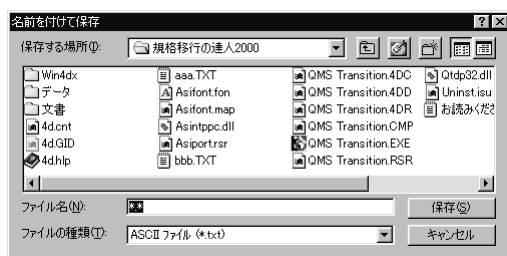 名前を付けて保存
保存する場所(I):
規格移行の達人2000
Win4dx
データ
文書
4d.cnt
4d.GID
4d.hlp
aaa.TXT
Asifont.fon
Asifont.map
Asintppc.dll
Asiport.rsr
bbb.TXT
QMS Transition.4DC
QMS Transition.4DD
QMS Transition.4DR
QMS Transition.CMP
QMS Transition.EXE
QMS Transition.RSR
Qtdp32.dll
Uninst.isu
お読みくださ
ファイル名(N):
*.*
保存(S)
ファイルの種類(T):
ASCII ファイル (*.txt)
キャンセル